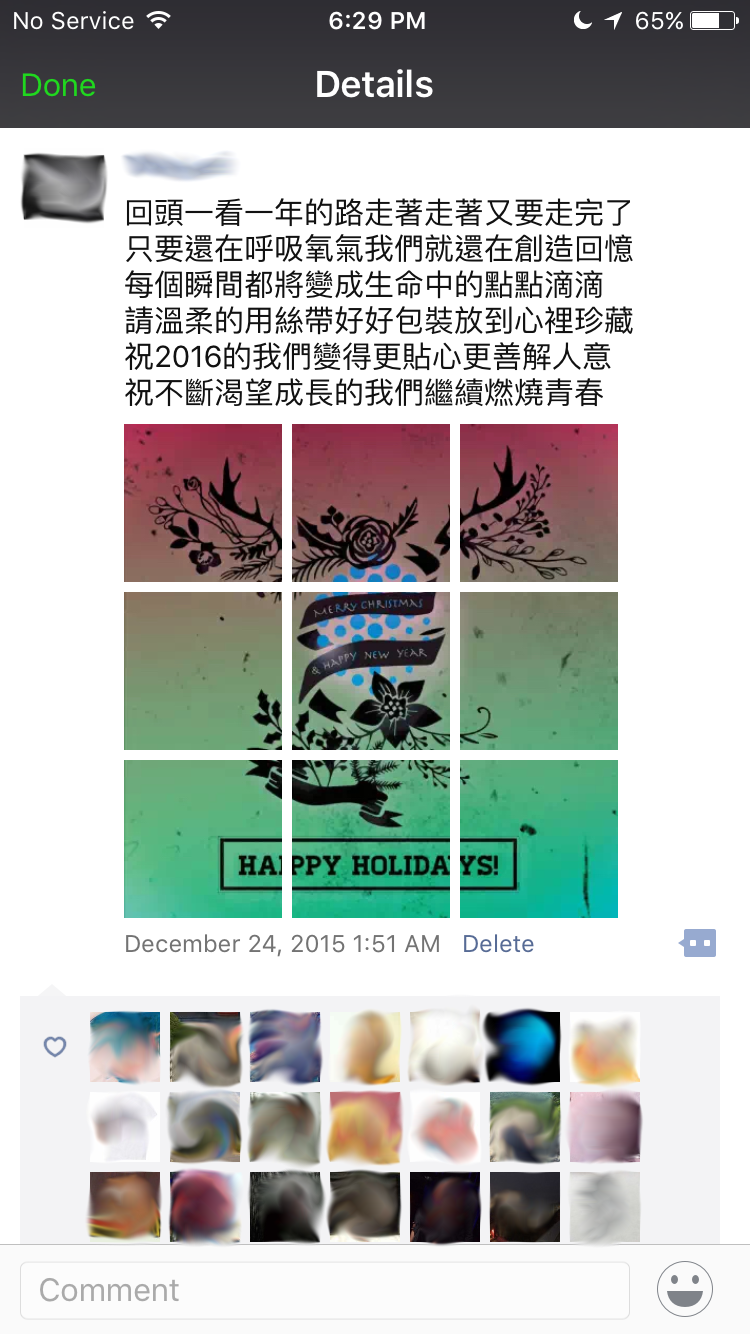 No Service 6:29 PM 65%
Done Details
回頭一看一年的路走著走著又要走完了
只要還在呼吸氧氣我們就還在創造回憶
每個瞬間都將變成生命中的點點滴滴
請溫柔的用絲帶好好包裝放到心裡珍藏
祝2016的我們變得更貼心更善解人意
祝不斷渴望成長的我們繼續燃燒青春
MERRY CHRISTMAS
& HAPPY NEW YEAR
HAPPY HOLIDAYS!
December 24, 2015 1:51 AM Delete
Comment